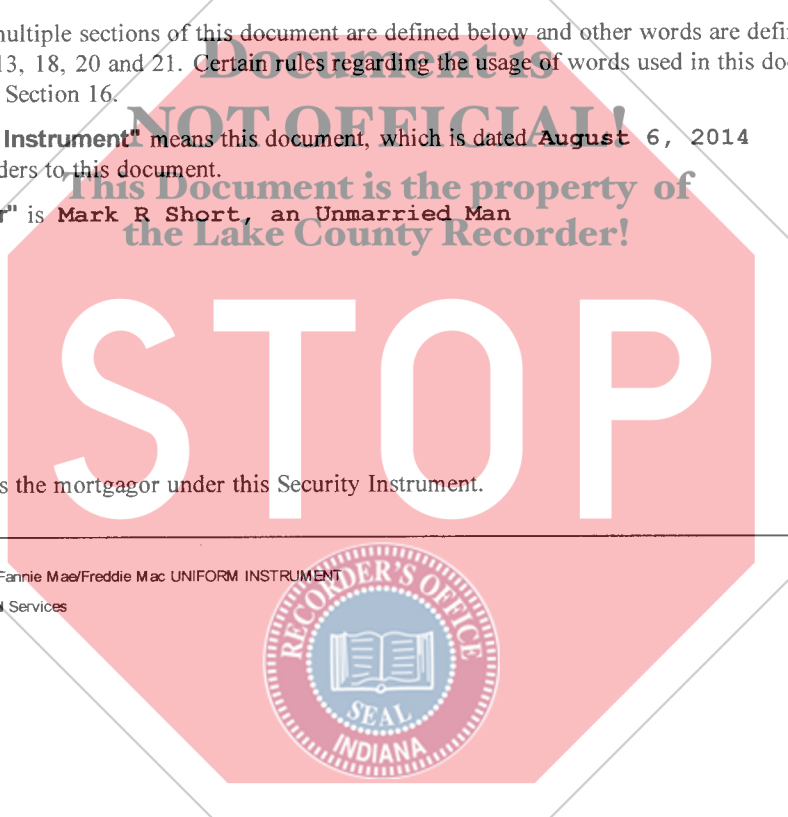 nultiple sections of this document are defined below and other words are defi
Document is
13, 18, 20 and 21. Certain rules regarding the usage of words used in this do
Section 16.
NOT OFFICIAL!
Instrument" means this document, which is dated August 6, 2014
ders to this document.
This Document is the property of
r" is Mark R Short, an Unmarried Man
the Lake County Recorder!
STOP
s the mortgagor under this Security Instrument.
Fannie Mae/Freddie Mac UNIFORM INSTRUMENT
l Services
RECORDER'S OFFICE
SEAL
INDIANA